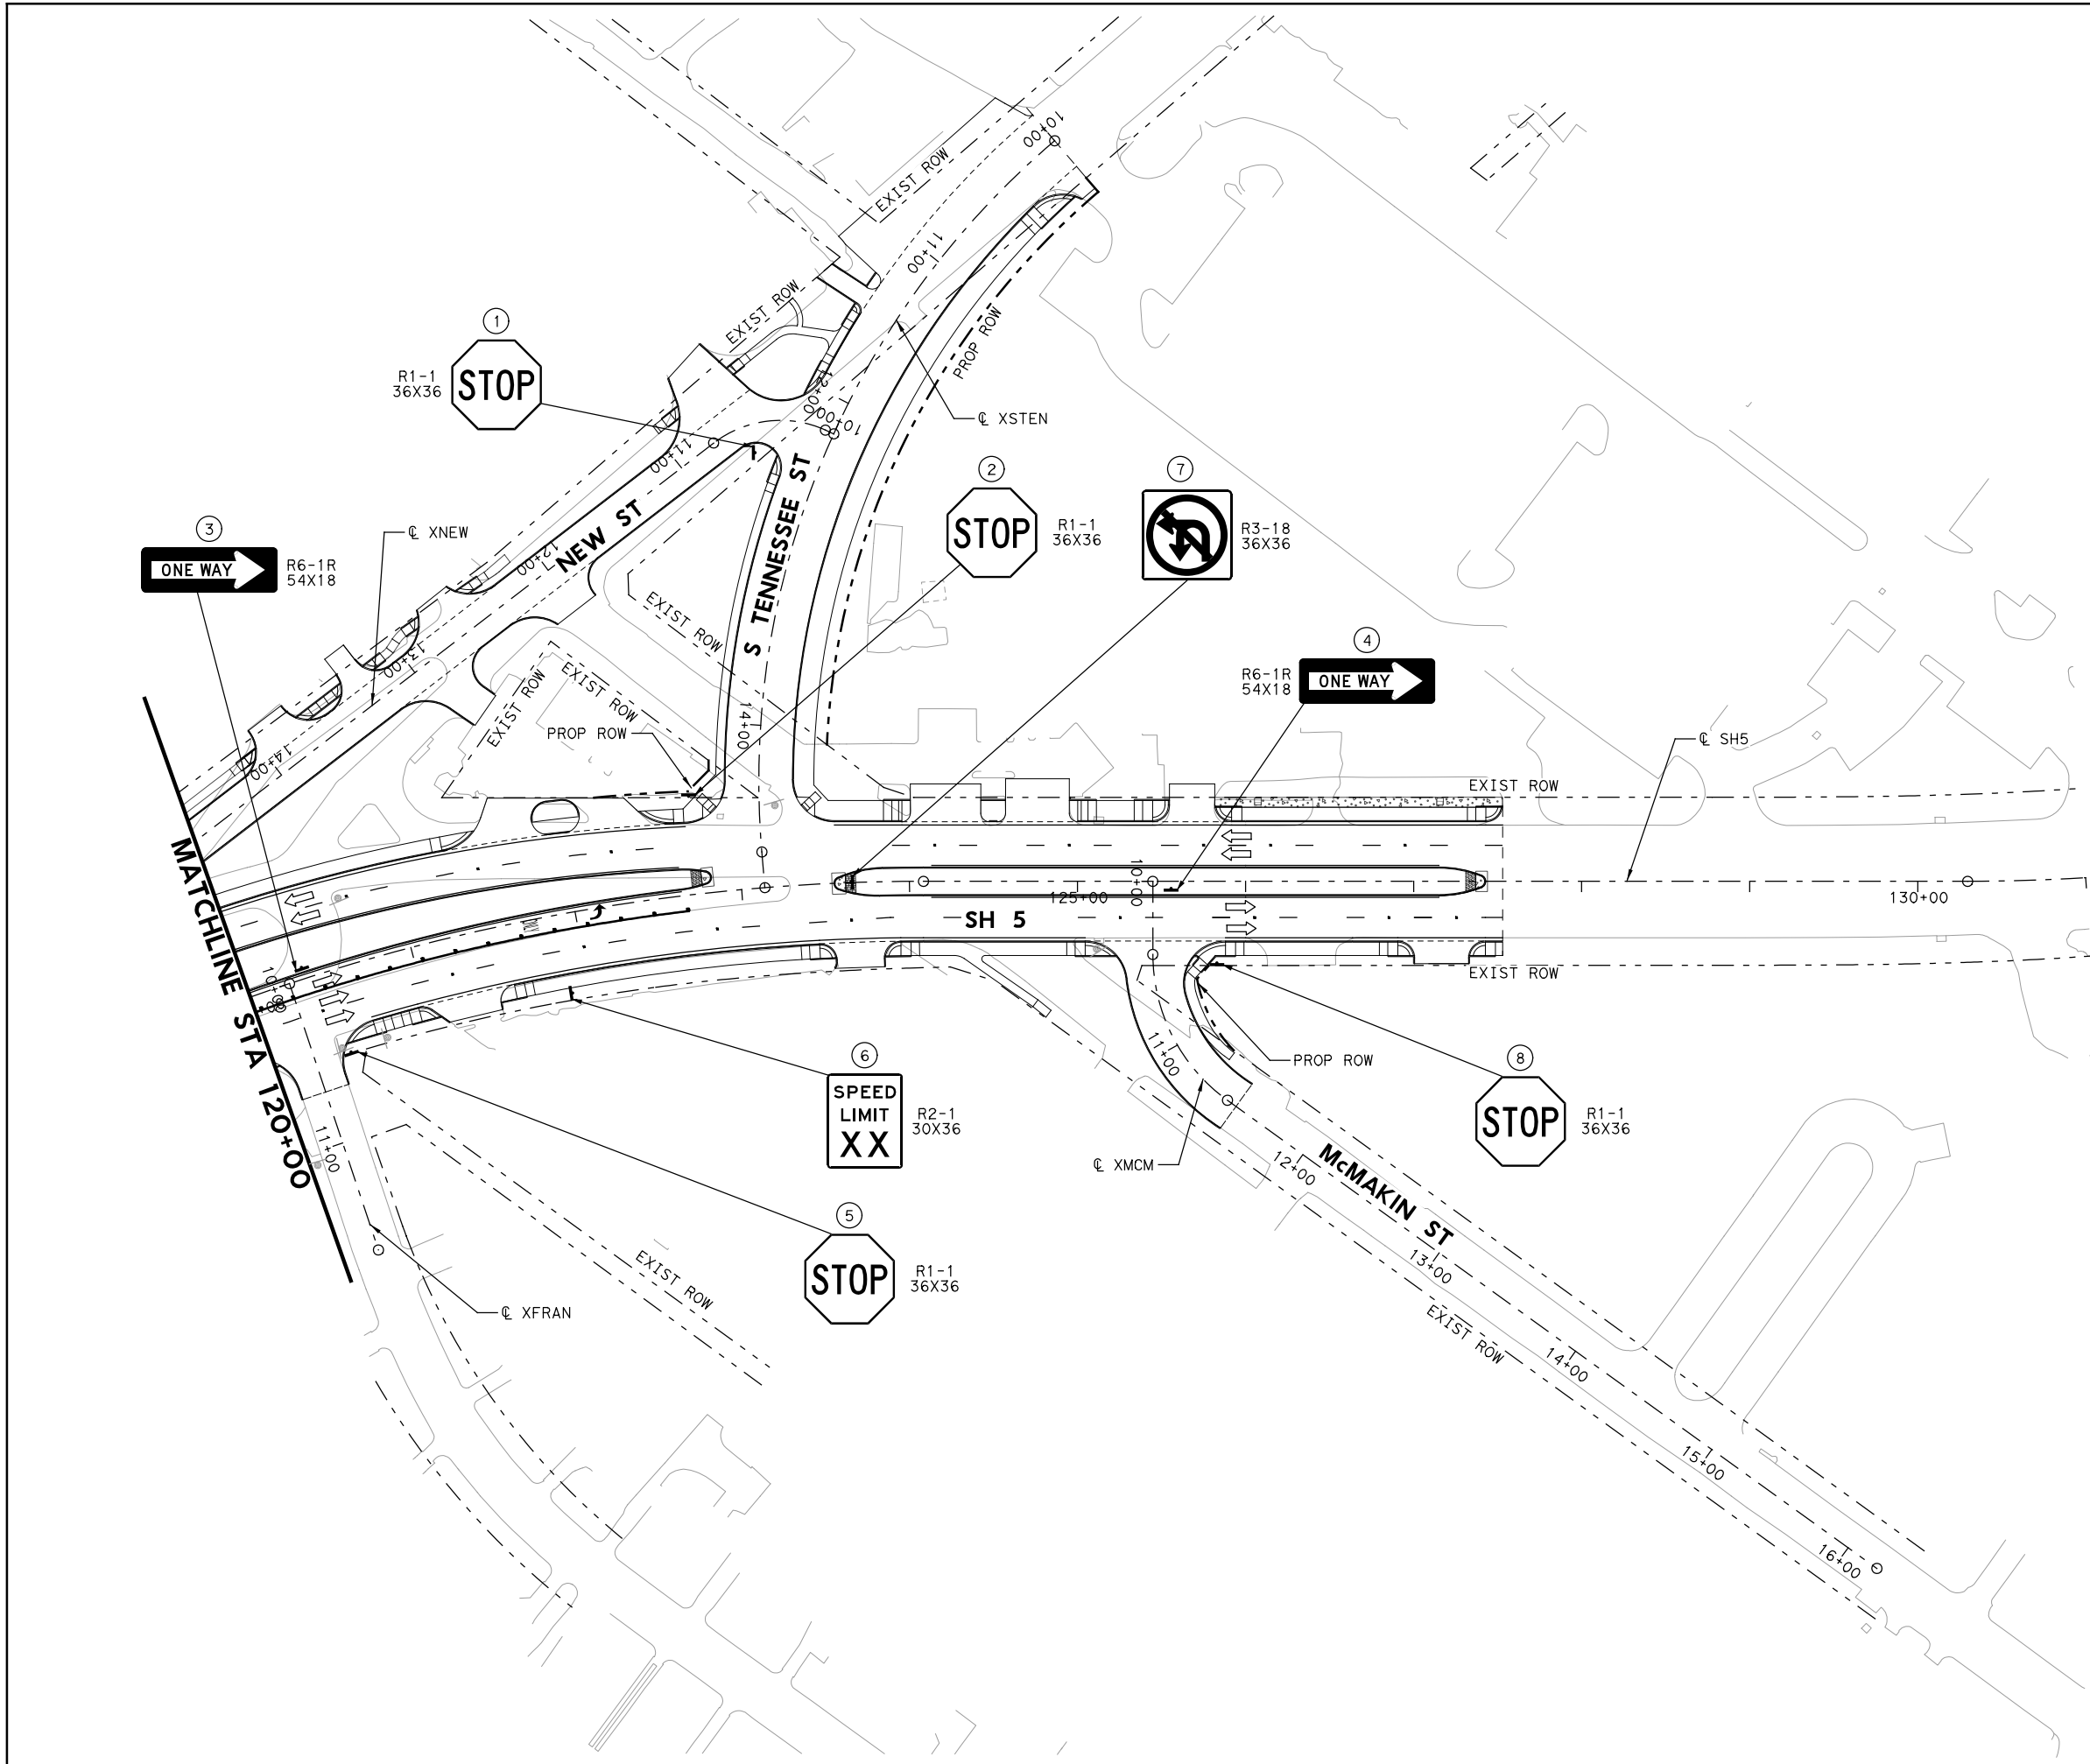 10+00
EXIST ROW
11+00
EXIST ROW
PROP ROW
1
R1-1
36X36
STOP
12+00
10+00
℄ XSTEN
11+00
2
STOP
R1-1
36X36
7
R3-18
36X36
3
ONE WAY
R6-1R
54X18
℄ XNEW
NEW ST
12+00
S TENNESSEE ST
EXIST ROW
EXIST ROW
EXIST ROW
13+00
4
R6-1R
54X18
ONE WAY
14+00
PROP ROW
14+00
℄ SH5
EXIST ROW
MATCHLINE STA 120+00
10+00
125+00
130+00
SH 5
EXIST ROW
11+00
11+00
PROP ROW
6
SPEED
LIMIT
XX
R2-1
30X36
8
STOP
R1-1
36X36
℄ XMCM
12+00
McMAKIN ST
5
STOP
R1-1
36X36
EXIST ROW
13+00
℄ XFRAN
EXIST ROW
14+00
15+00
16+00